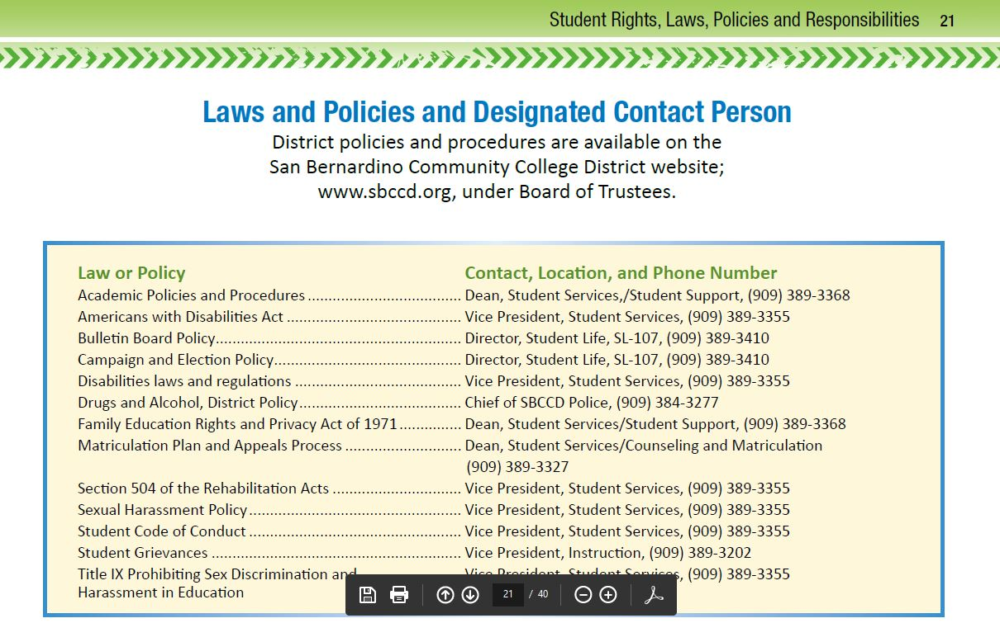 Student Rights, Laws, Policies and Responsibilities 21
Laws and Policies and Designated Contact Person
District policies and procedures are available on the
San Bernardino Community College District website;
www.sbccd.org, under Board of Trustees.
Law or Policy Contact, Location, and Phone Number
Academic Policies and Procedures ..................................... Dean, Student Services,/Student Support, (909) 389-3368
Americans with Disabilities Act .......................................... Vice President, Student Services, (909) 389-3355
Bulletin Board Policy............................................................ Director, Student Life, SL-107, (909) 389-3410
Campaign and Election Policy.............................................. Director, Student Life, SL-107, (909) 389-3410
Disabilities laws and regulations ........................................ Vice President, Student Services, (909) 389-3355
Drugs and Alcohol, District Policy........................................ Chief of SBCCD Police, (909) 384-3277
Family Education Rights and Privacy Act of 1971............... Dean, Student Services/Student Support, (909) 389-3368
Matriculation Plan and Appeals Process ............................ Dean, Student Services/Counseling and Matriculation
(909) 389-3327
Section 504 of the Rehabilitation Acts ............................... Vice President, Student Services, (909) 389-3355
Sexual Harassment Policy.................................................... Vice President, Student Services, (909) 389-3355
Student Code of Conduct .................................................... Vice President, Student Services, (909) 389-3355
Student Grievances ............................................................. Vice President, Instruction, (909) 389-3202
Title IX Prohibiting Sex Discrimination and Vice President, Student Services, (909) 389-3355
Harassment in Education
21 / 40